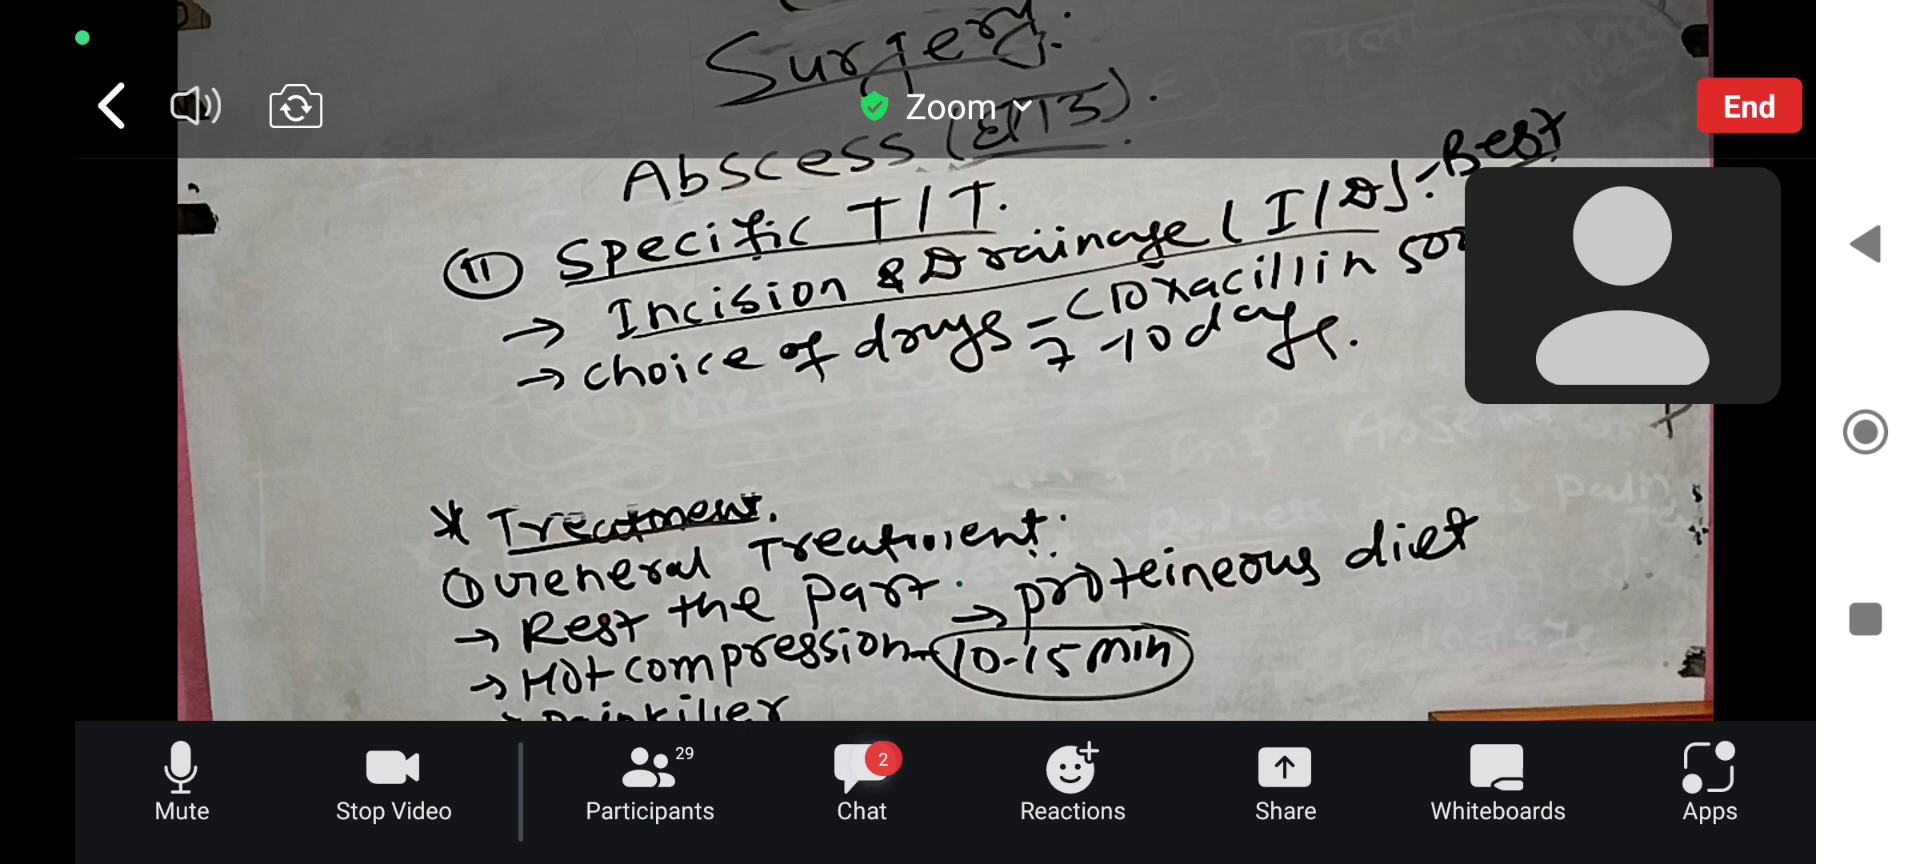 Surgery.
Zoom
End
Abscess (घाव).
⑪ Specific T/T.
→ Incision & Drainage (I/D) :- Best
→ choice of drugs - Cloxacillin 500
7-10 days.
* Treatment.
① General Treatment:
→ Rest the part. → proteineous diet
→ Hot compression - 10-15 min
→ Painkiller
Mute
Stop Video
Participants 29
Chat 2
Reactions
Share
Whiteboards
Apps